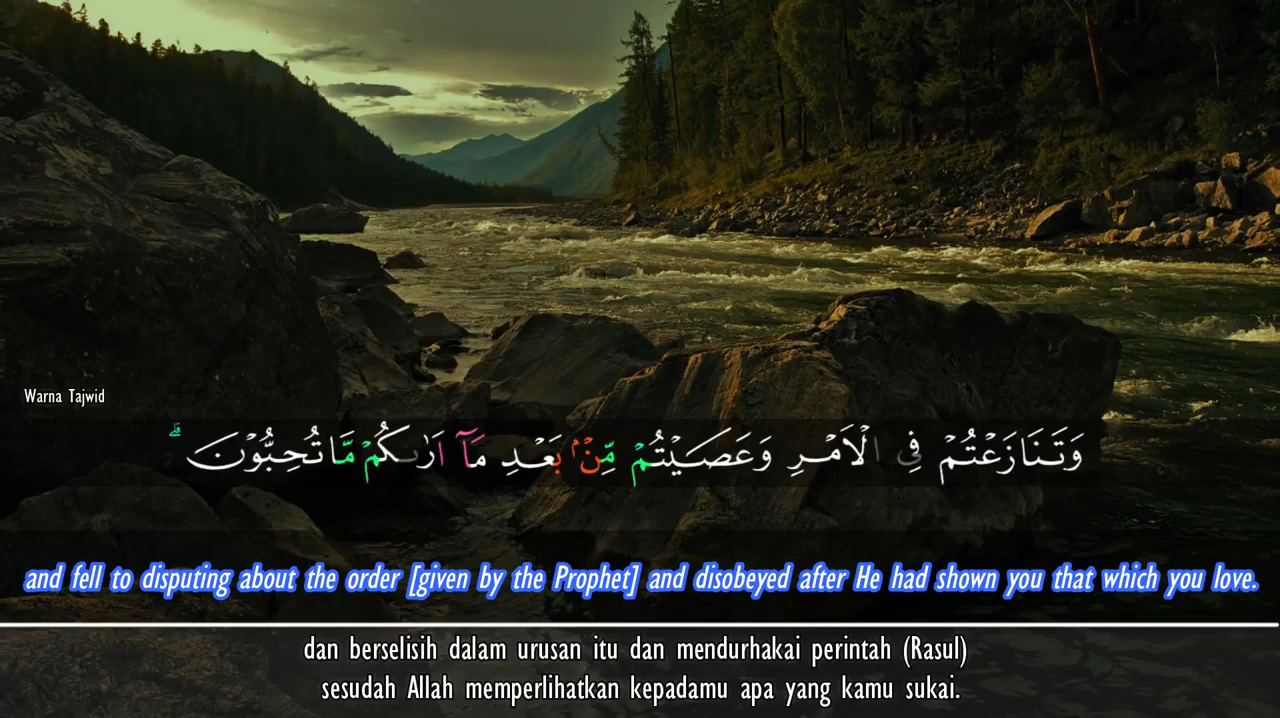 Warna Tajwid
وَتَنَازَعْتُمْ فِى الْاَمْرِ وَعَصَيْتُمْ مِّنْۢ بَعْدِ مَآ اَرٰىكُمْ مَّا تُحِبُّوْنَ ۗ
and fell to disputing about the order [given by the Prophet] and disobeyed after He had shown you that which you love.
dan berselisih dalam urusan itu dan mendurhakai perintah (Rasul)
sesudah Allah memperlihatkan kepadamu apa yang kamu sukai.